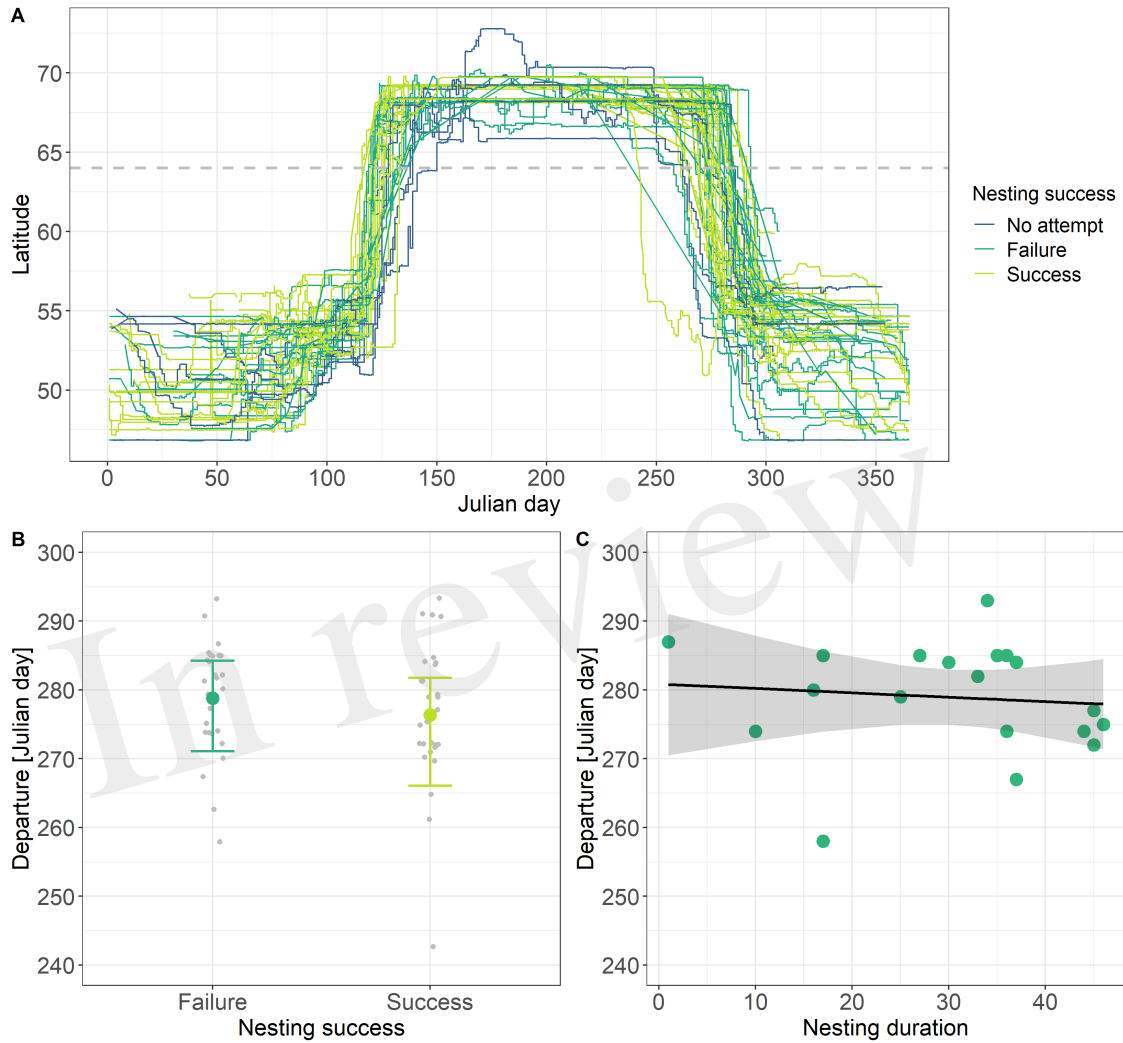 A
70
65
60
55
50
Latitude
0 50 100 150 200 250 300 350
Julian day
Nesting success
No attempt
Failure
Success
In review
B
300
290
280
270
260
250
240
Departure [Julian day]
Failure Success
Nesting success
C
300
290
280
270
260
250
240
Departure [Julian day]
0 10 20 30 40
Nesting duration